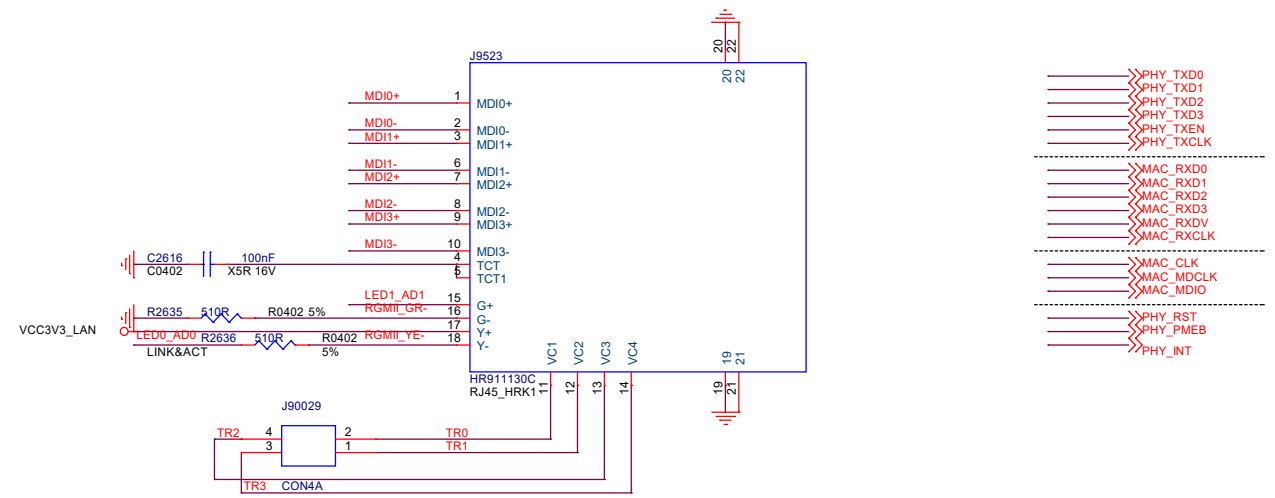 20
22
J9523
20
22
MDI0+ 1 MDI0+
MDI0- 2 MDI0-
MDI1+ 3 MDI1+
MDI1- 6 MDI1-
MDI2+ 7 MDI2+
MDI2- 8 MDI2-
MDI3+ 9 MDI3+
MDI3- 10 MDI3-
C2616 100nF 4 TCT
C0402 X5R 16V 5 TCT1
LED1_AD1 15 G+
R2635 510R R0402 5% RGMII_GR- 16 G-
VCC3V3_LAN 17 Y+
LED0_AD0 R2636 510R R0402 RGMII_YE- 18 Y-
LINK&ACT 5%
VC1
VC2
VC3
VC4
19
21
HR911130C
RJ45_HRK1
11
12
13
14
19
21
J90029
TR2 4 2 TR0
3 1 TR1
TR3 CON4A
PHY_TXD0
PHY_TXD1
PHY_TXD2
PHY_TXD3
PHY_TXEN
PHY_TXCLK
MAC_RXD0
MAC_RXD1
MAC_RXD2
MAC_RXD3
MAC_RXDV
MAC_RXCLK
MAC_CLK
MAC_MDCLK
MAC_MDIO
PHY_RST
PHY_PMEB
PHY_INT